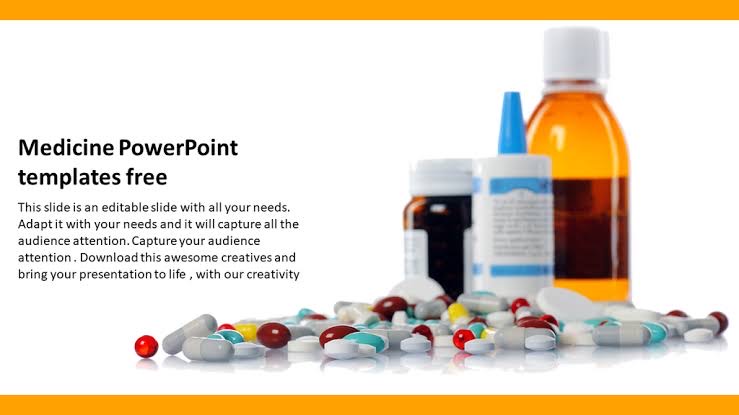 Medicine PowerPoint
templates free
This slide is an editable slide with all your needs.
Adapt it with your needs and it will capture all the
audience attention. Capture your audience
attention . Download this awesome creatives and
bring your presentation to life , with our creativity